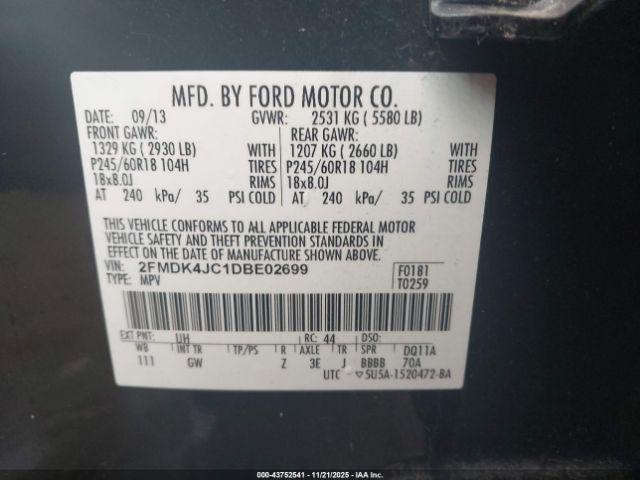 MFD. BY FORD MOTOR CO.
DATE: 09/13 GVWR: 2531 KG ( 5580 LB)
FRONT GAWR: REAR GAWR:
1329 KG ( 2930 LB) WITH 1207 KG ( 2660 LB) WITH
P245/60R18 104H TIRES P245/60R18 104H TIRES
18x8.0J RIMS 18x8.0J RIMS
AT 240 kPa/ 35 PSI COLD AT 240 kPa/ 35 PSI COLD
THIS VEHICLE CONFORMS TO ALL APPLICABLE FEDERAL MOTOR
VEHICLE SAFETY AND THEFT PREVENTION STANDARDS IN
EFFECT ON THE DATE OF MANUFACTURE SHOWN ABOVE.
VIN: 2FMDK4JC1DBE02699 F0181
TYPE: MPV T0259
EXT PNT: UH RC: 44 DSO:
WB INT TR TP/PS R AXLE TR SPR DQ11A
111 GW Z 3E J BBBB 70A
UTC ▽5U5A-1520472-BA
000-43752541 - 11/21/2025 - IAAI.CA